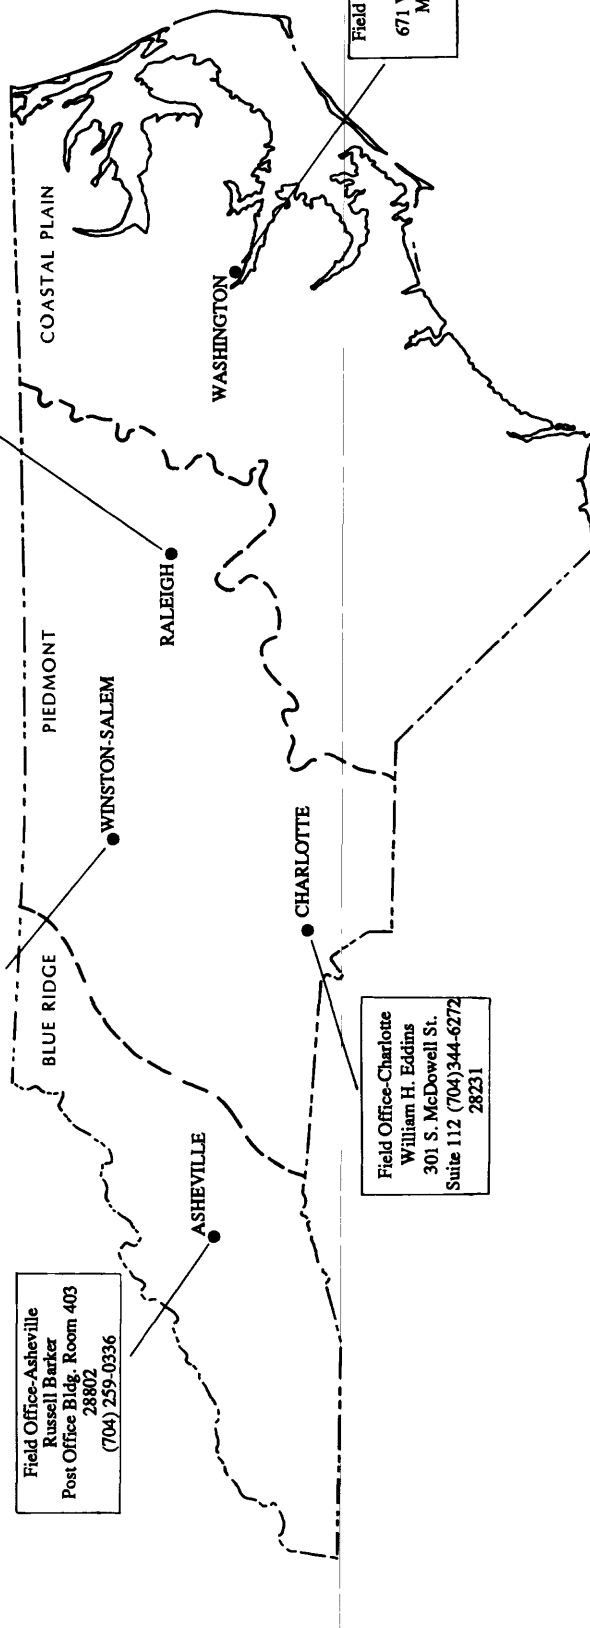 Field Office-Asheville
Russell Barker
Post Office Bldg. Room 403
28802
(704) 259-0336
BLUE RIDGE
PIEDMONT
COASTAL PLAIN
WINSTON-SALEM
RALEIGH
WASHINGTON
ASHEVILLE
CHARLOTTE
Field Office-Charlotte
William H. Eddins
301 S. McDowell St.
Suite 112 (704)344-6272
28231
Field
671
M